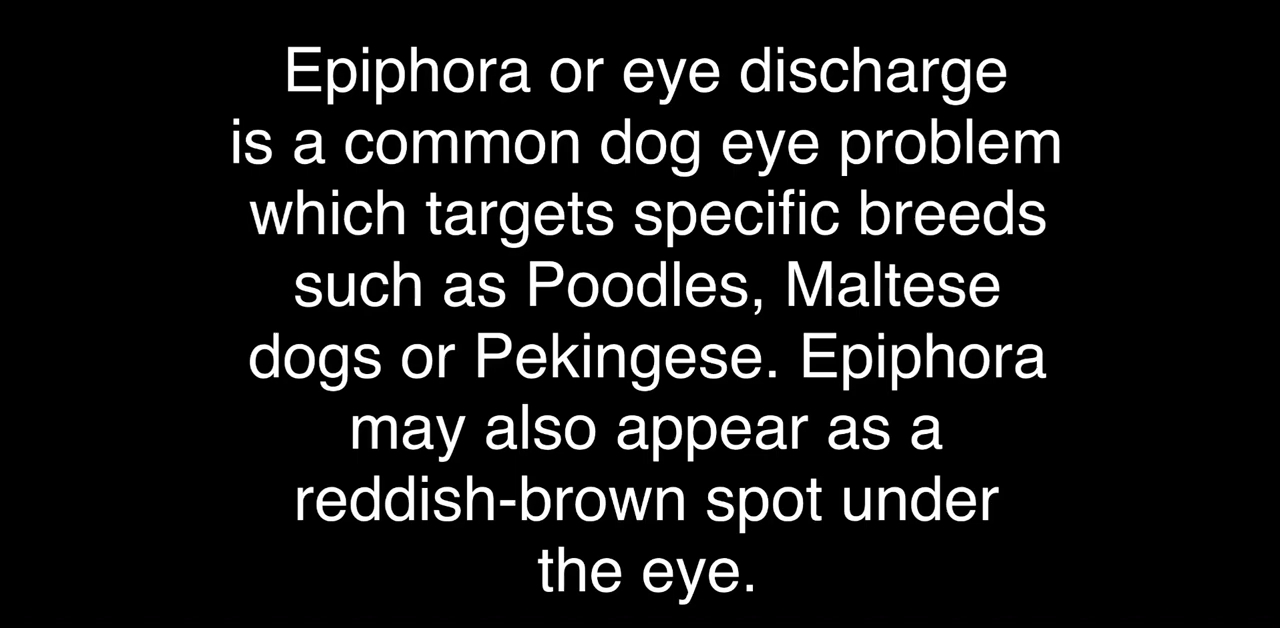 Epiphora or eye discharge
is a common dog eye problem
which targets specific breeds
such as Poodles, Maltese
dogs or Pekingese. Epiphora
may also appear as a
reddish-brown spot under
the eye.